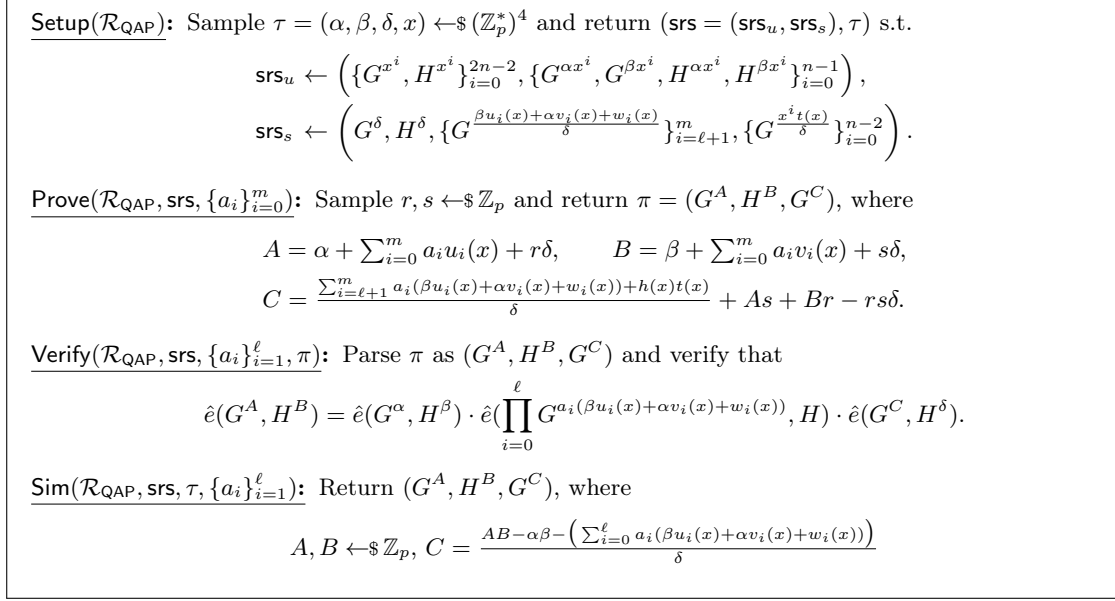 Setup(R_QAP): Sample τ = (α, β, δ, x) ←$ (ℤ_p^*)^4 and return (srs = (srs_u, srs_s), τ) s.t.
srs_u ← ( {G^{x^i}, H^{x^i}}_{i=0}^{2n−2}, {G^{αx^i}, G^{βx^i}, H^{αx^i}, H^{βx^i}}_{i=0}^{n−1} ),
srs_s ← ( G^δ, H^δ, {G^{\frac{βu_i(x)+αv_i(x)+w_i(x)}{δ}}}_{i=ℓ+1}^m, {G^{\frac{x^i t(x)}{δ}}}_{i=0}^{n−2} ).
Prove(R_QAP, srs, {a_i}_{i=0}^m): Sample r, s ←$ ℤ_p and return π = (G^A, H^B, G^C), where
A = α + ∑_{i=0}^m a_i u_i(x) + rδ, B = β + ∑_{i=0}^m a_i v_i(x) + sδ,
C = \frac{∑_{i=ℓ+1}^m a_i(βu_i(x)+αv_i(x)+w_i(x))+h(x)t(x)}{δ} + As + Br − rsδ.
Verify(R_QAP, srs, {a_i}_{i=1}^ℓ, π): Parse π as (G^A, H^B, G^C) and verify that
ê(G^A, H^B) = ê(G^α, H^β) · ê(∏_{i=0}^ℓ G^{a_i(βu_i(x)+αv_i(x)+w_i(x))}, H) · ê(G^C, H^δ).
Sim(R_QAP, srs, τ, {a_i}_{i=1}^ℓ): Return (G^A, H^B, G^C), where
A, B ←$ ℤ_p, C = \frac{AB−αβ−(∑_{i=0}^ℓ a_i(βu_i(x)+αv_i(x)+w_i(x)))}{δ}